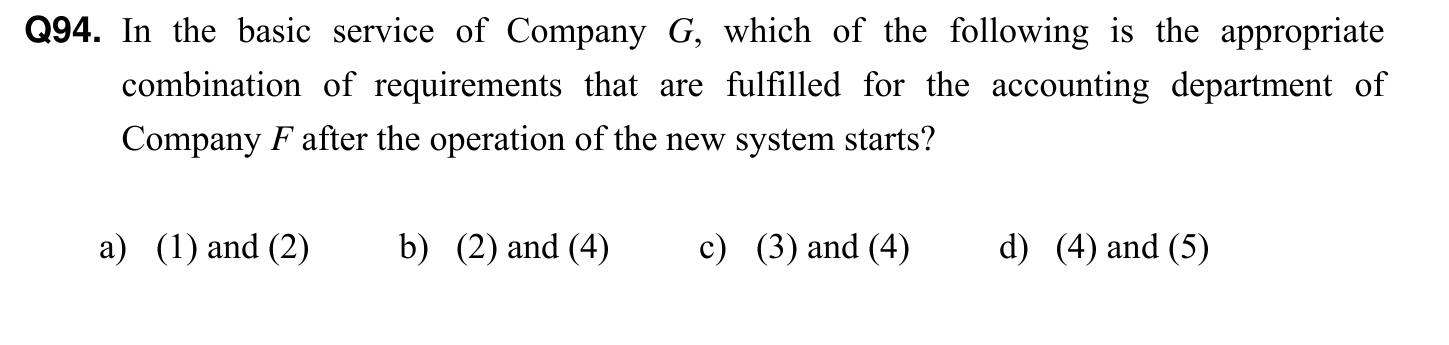 Q94. In the basic service of Company G, which of the following is the appropriate
combination of requirements that are fulfilled for the accounting department of
Company F after the operation of the new system starts?
a) (1) and (2) b) (2) and (4) c) (3) and (4) d) (4) and (5)